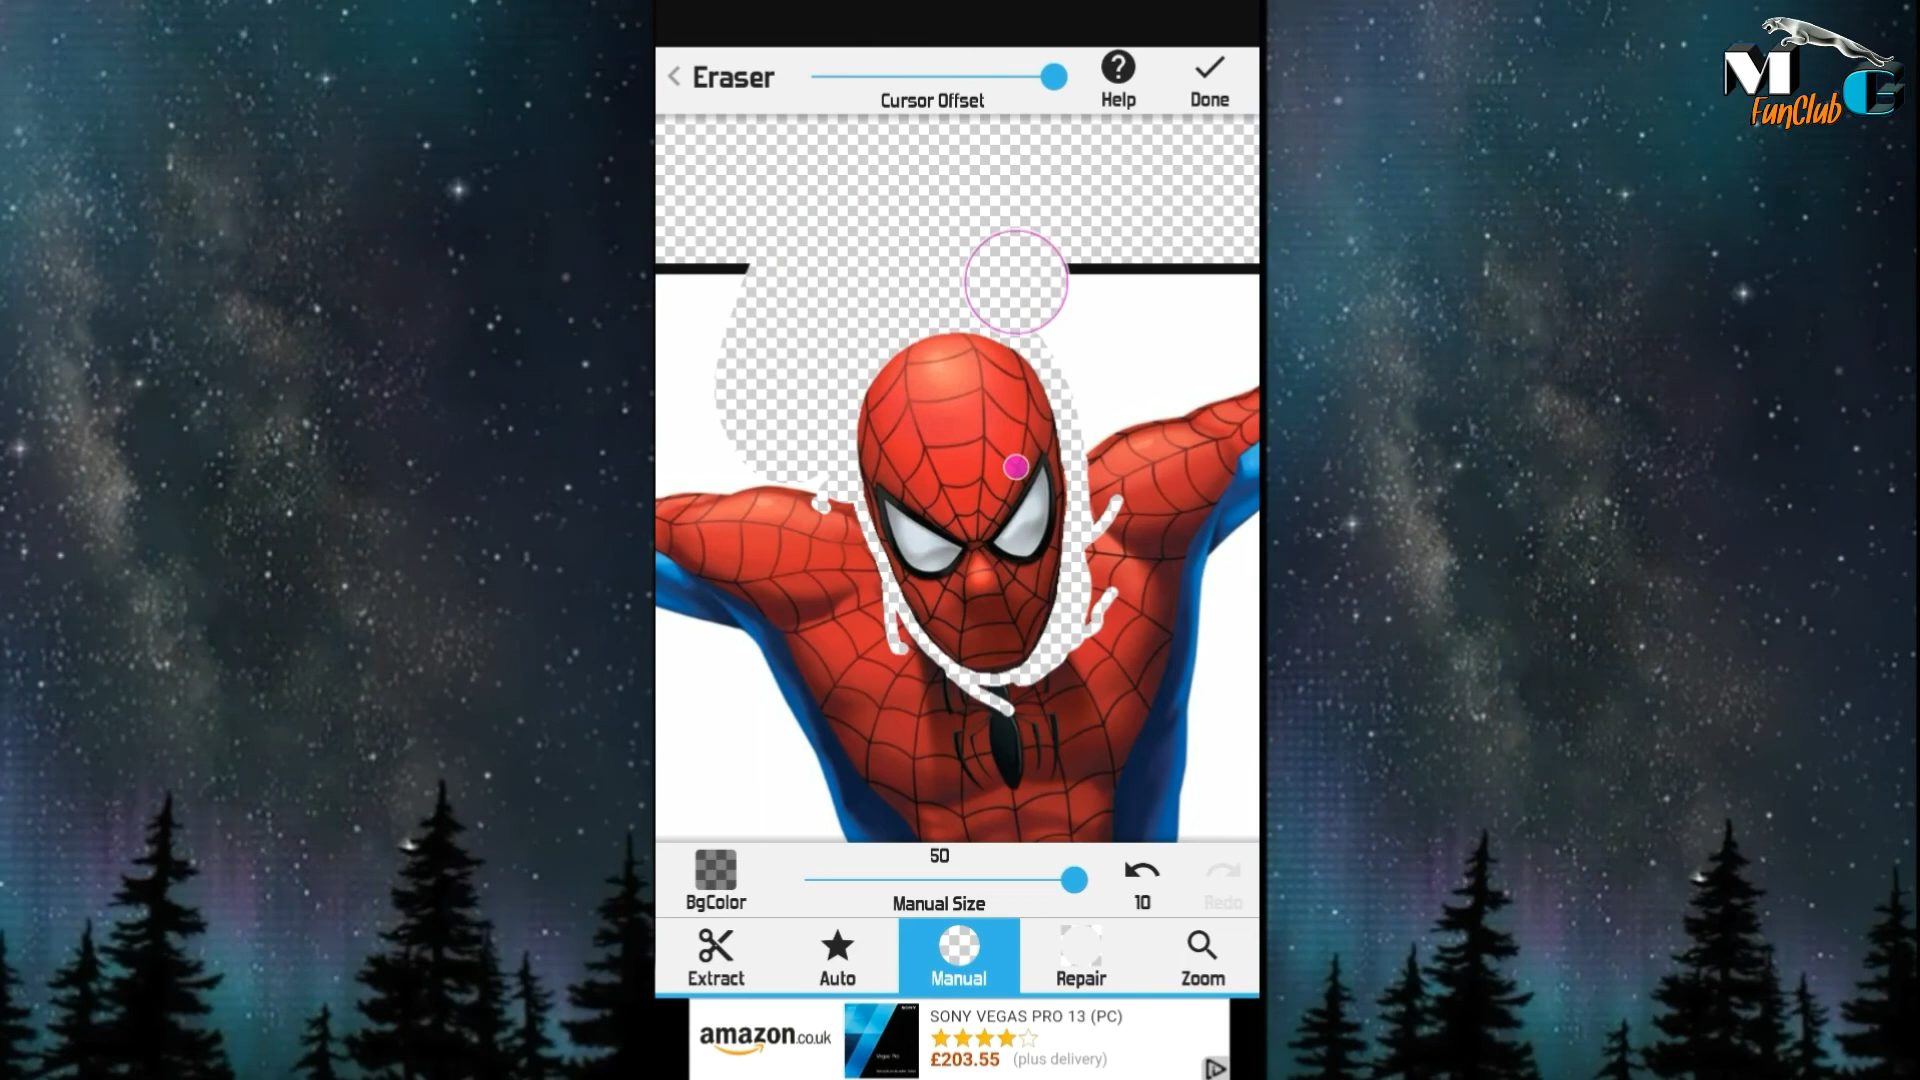 Eraser
Cursor Offset
Help
Done
M G
FunClub
50
BgColor
Manual Size
10
Redo
Extract
Auto
Manual
Repair
Zoom
amazon.co.uk
SONY VEGAS PRO 13 (PC)
£203.55 (plus delivery)